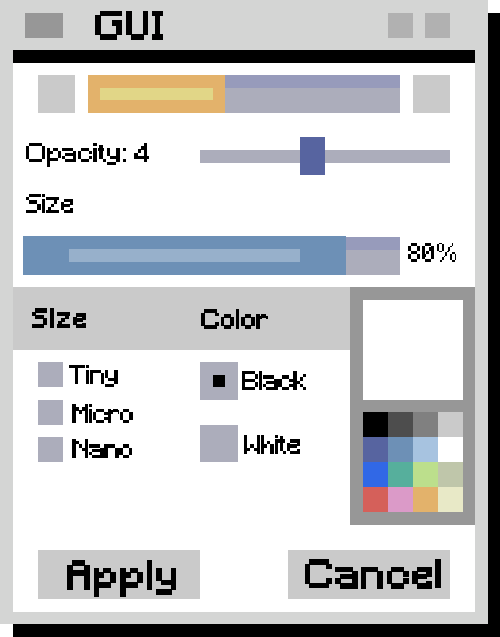 GUI
Opacity: 4
Size
80%
SIze Color
Tiny Black
Micro
Nano White
Apply Cancel